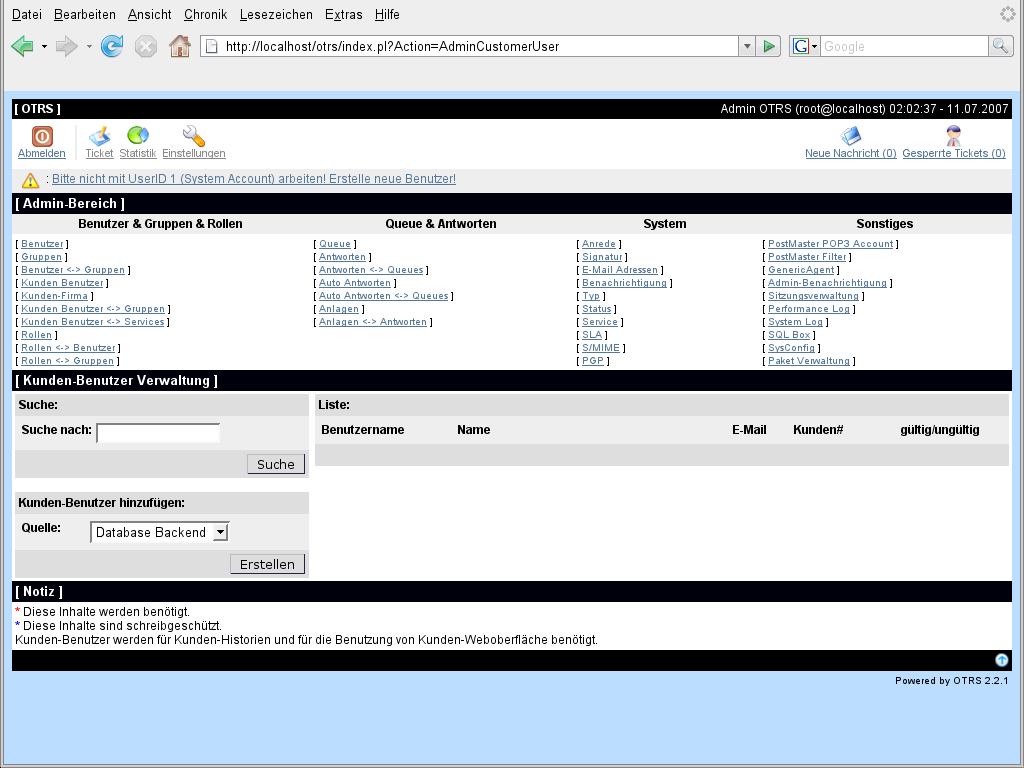 Datei Bearbeiten Ansicht Chronik Lesezeichen Extras Hilfe
http://localhost/otrs/index.pl?Action=AdminCustomerUser
G Google
[ OTRS ] Admin OTRS (root@localhost) 02:02:37 - 11.07.2007
Abmelden Ticket Statistik Einstellungen Neue Nachricht (0) Gesperrte Tickets (0)
: Bitte nicht mit UserID 1 (System Account) arbeiten! Erstelle neue Benutzer!
[ Admin-Bereich ]
Benutzer & Gruppen & Rollen Queue & Antworten System Sonstiges
[ Benutzer ] [ Queue ] [ Anrede ] [ PostMaster POP3 Account ]
[ Gruppen ] [ Antworten ] [ Signatur ] [ PostMaster Filter ]
[ Benutzer <-> Gruppen ] [ Antworten <-> Queues ] [ E-Mail Adressen ] [ GenericAgent ]
[ Kunden Benutzer ] [ Auto Antworten ] [ Benachrichtigung ] [ Admin-Benachrichtigung ]
[ Kunden-Firma ] [ Auto Antworten <-> Queues ] [ Typ ] [ Sitzungsverwaltung ]
[ Kunden Benutzer <-> Gruppen ] [ Anlagen ] [ Status ] [ Performance Log ]
[ Kunden Benutzer <-> Services ] [ Anlagen <-> Antworten ] [ Service ] [ System Log ]
[ Rollen ] [ SLA ] [ SQL Box ]
[ Rollen <-> Benutzer ] [ S/MIME ] [ SysConfig ]
[ Rollen <-> Gruppen ] [ PGP ] [ Paket Verwaltung ]
[ Kunden-Benutzer Verwaltung ]
Suche: Liste:
Suche nach: Benutzername Name E-Mail Kunden# gültig/ungültig
Suche
Kunden-Benutzer hinzufügen:
Quelle: Database Backend
Erstellen
[ Notiz ]
* Diese Inhalte werden benötigt.
* Diese Inhalte sind schreibgeschützt.
Kunden-Benutzer werden für Kunden-Historien und für die Benutzung von Kunden-Weboberfläche benötigt.
Powered by OTRS 2.2.1